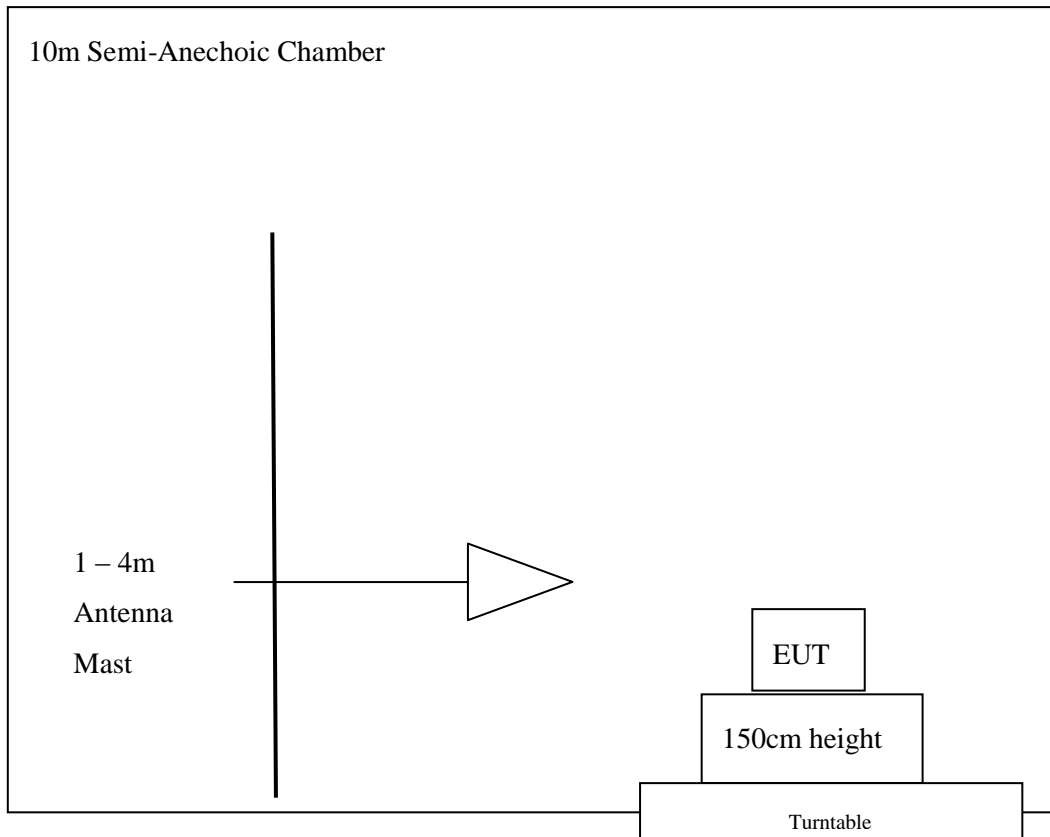 10m Semi-Anechoic Chamber
1 – 4m
Antenna
Mast
EUT
150cm height
Turntable